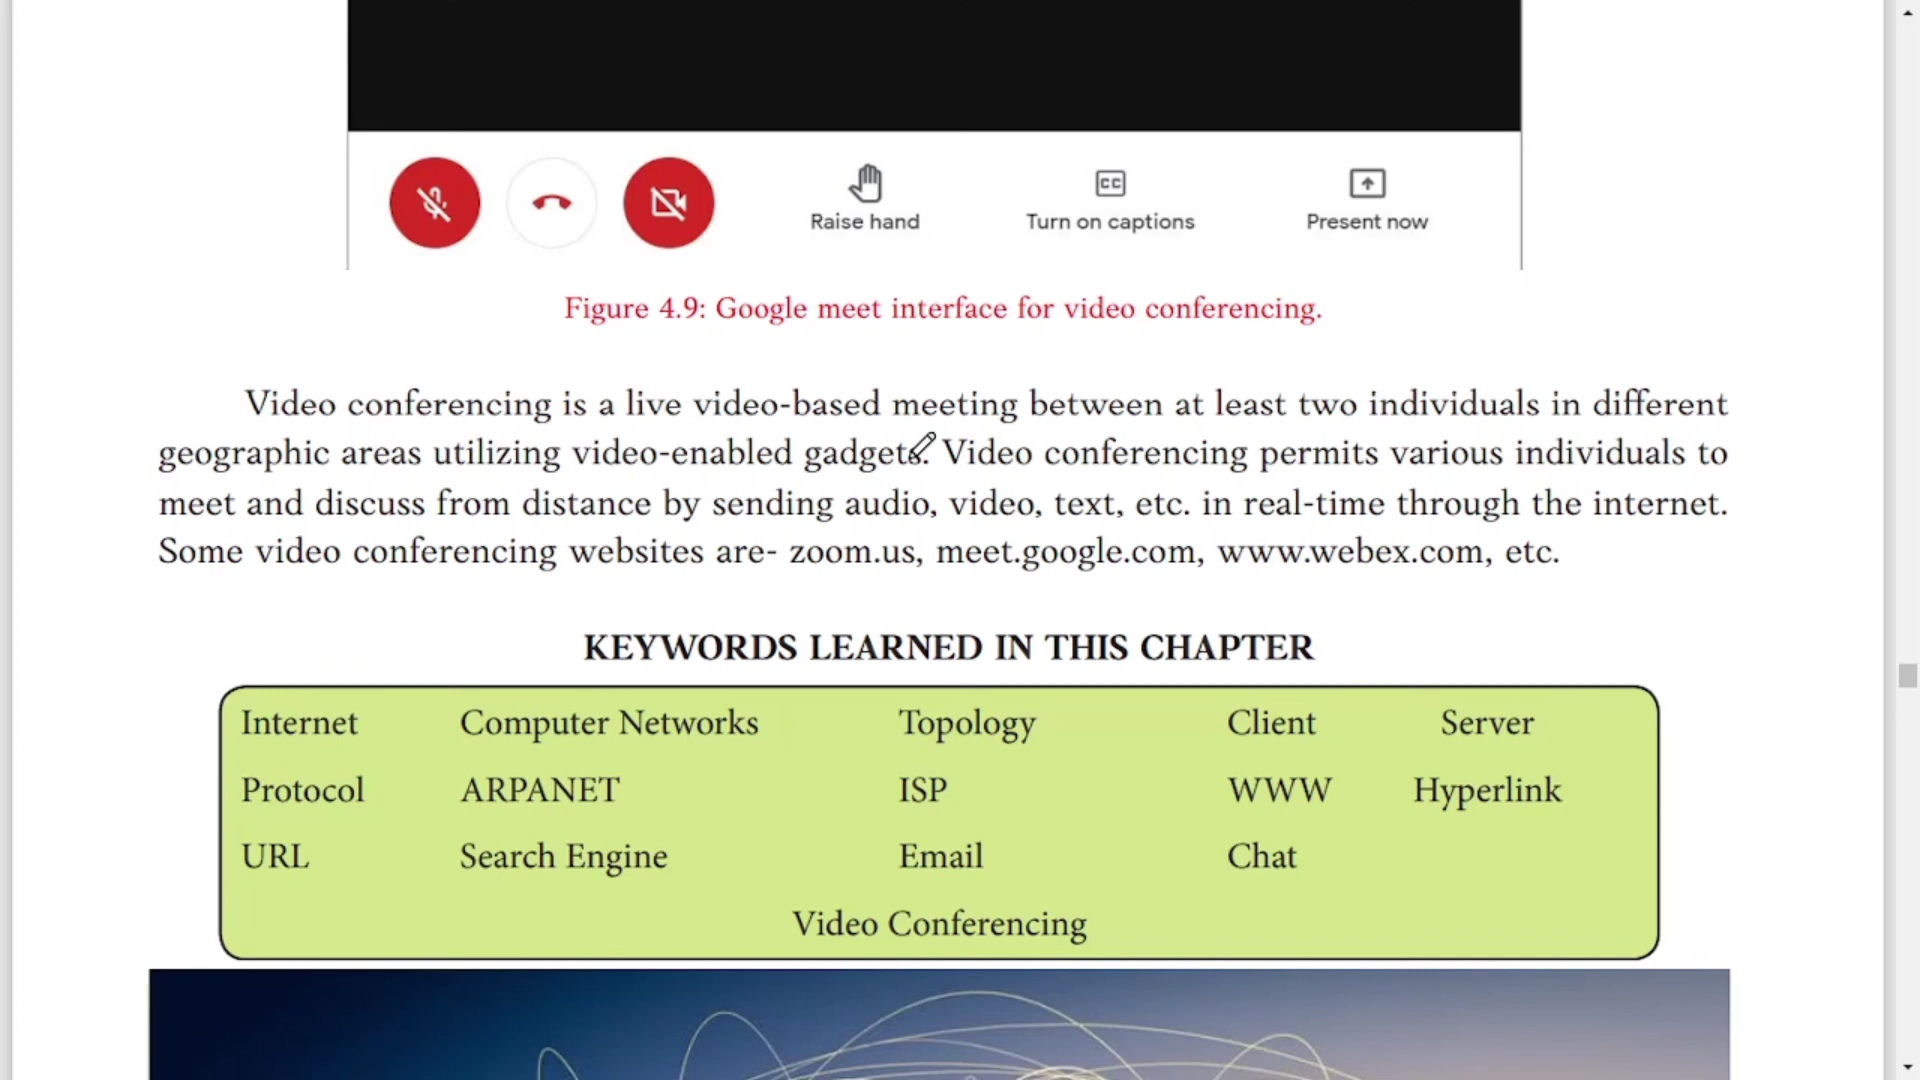 Raise hand
Turn on captions
Present now
Figure 4.9: Google meet interface for video conferencing.
Video conferencing is a live video-based meeting between at least two individuals in different
geographic areas utilizing video-enabled gadgets. Video conferencing permits various individuals to
meet and discuss from distance by sending audio, video, text, etc. in real-time through the internet.
Some video conferencing websites are- zoom.us, meet.google.com, www.webex.com, etc.
KEYWORDS LEARNED IN THIS CHAPTER
Internet Computer Networks Topology Client Server
Protocol ARPANET ISP WWW Hyperlink
URL Search Engine Email Chat
Video Conferencing